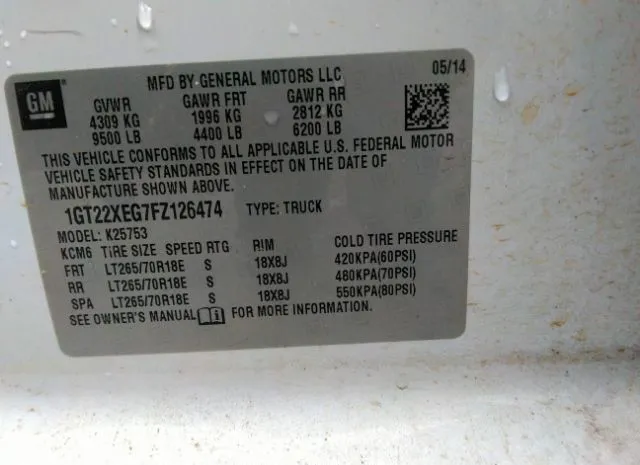 GM
MFD BY GENERAL MOTORS LLC 05/14
GVWR GAWR FRT GAWR RR
4309 KG 1996 KG 2812 KG
9500 LB 4400 LB 6200 LB
THIS VEHICLE CONFORMS TO ALL APPLICABLE U.S. FEDERAL MOTOR
VEHICLE SAFETY STANDARDS IN EFFECT ON THE DATE OF
MANUFACTURE SHOWN ABOVE.
1GT22XEG7FZ126474 TYPE: TRUCK
MODEL: K25753
KCM6 TIRE SIZE SPEED RTG RIM COLD TIRE PRESSURE
FRT LT265/70R18E S 18X8J 420KPA(60PSI)
RR LT265/70R18E S 18X8J 480KPA(70PSI)
SPA LT265/70R18E S 18X8J 550KPA(80PSI)
SEE OWNER'S MANUAL FOR MORE INFORMATION.